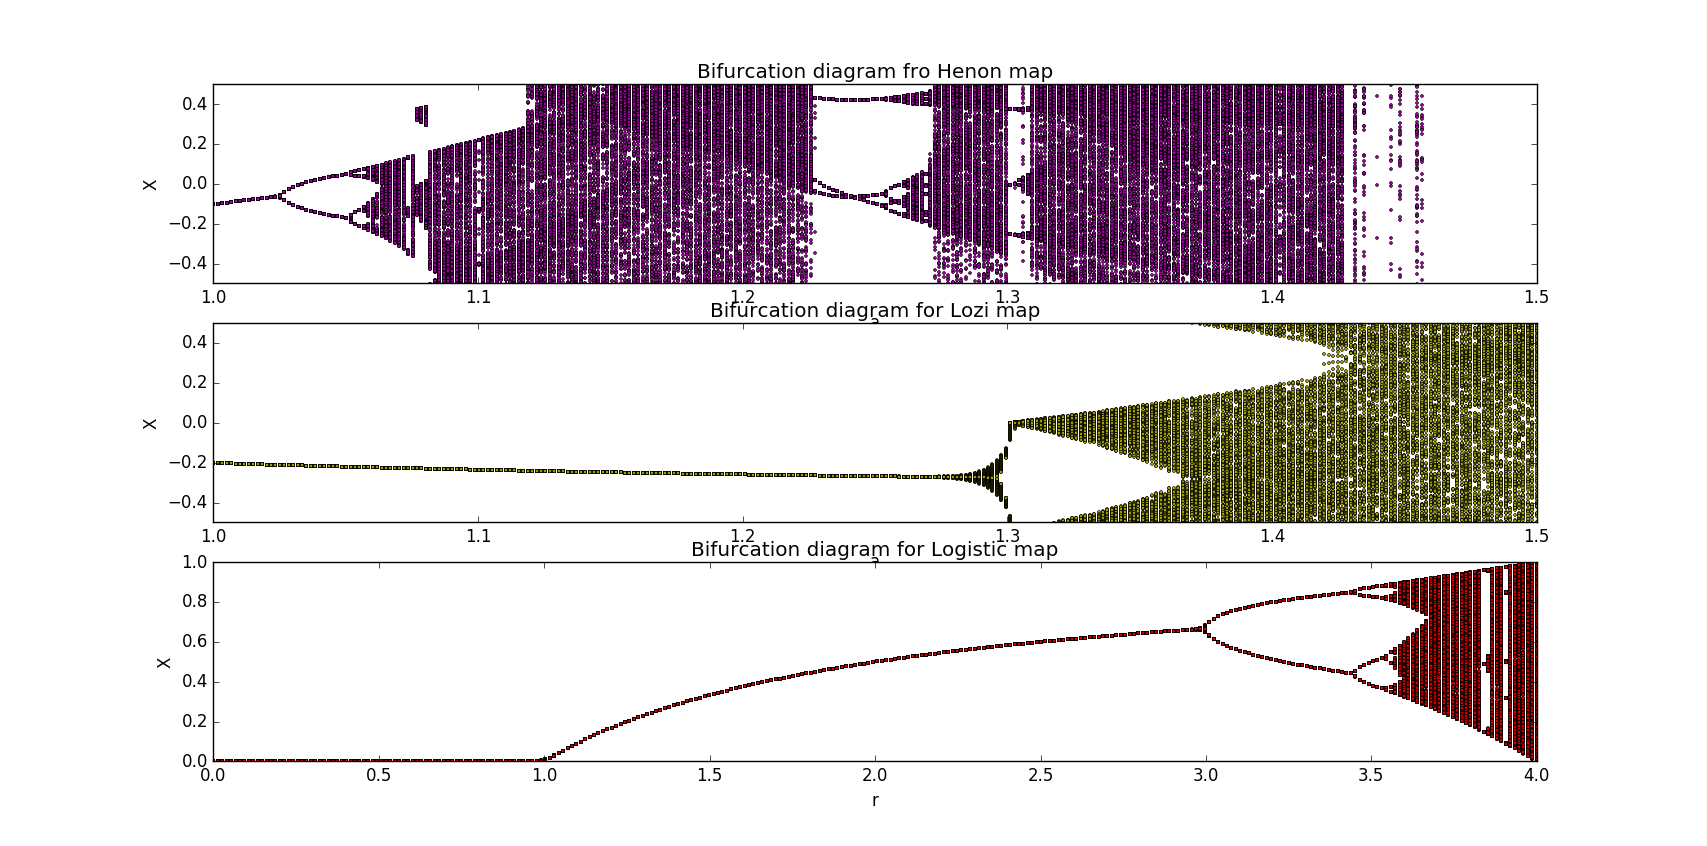 Bifurcation diagram fro Henon map
0.4
0.2
0.0
−0.2
−0.4
X
1.0 1.1 1.2 1.3 1.4 1.5
a
Bifurcation diagram for Lozi map
0.4
0.2
0.0
−0.2
−0.4
X
1.0 1.1 1.2 1.3 1.4 1.5
a
Bifurcation diagram for Logistic map
1.0
0.8
0.6
0.4
0.2
0.0
X
0.0 0.5 1.0 1.5 2.0 2.5 3.0 3.5 4.0
r